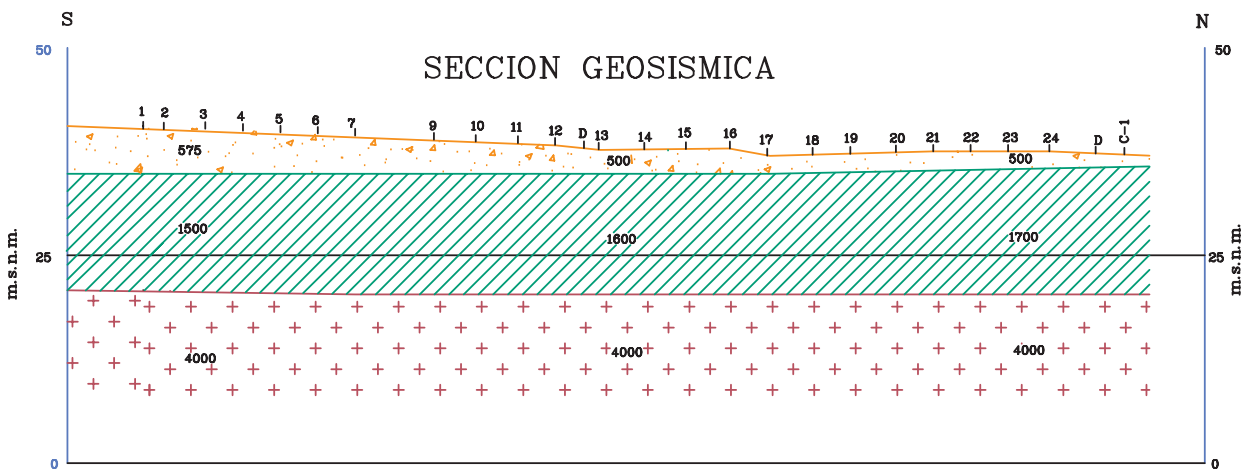 S N
50 50
SECCION GEOSISMICA
1 2 3 4 5 6 7 9 10 11 12 D 13 14 15 16 17 18 19 20 21 22 23 24 D C-1
575 500 500
1500 1600 1700
m.s.n.m. 25 25 m.s.n.m.
4000 4000 4000
0 0